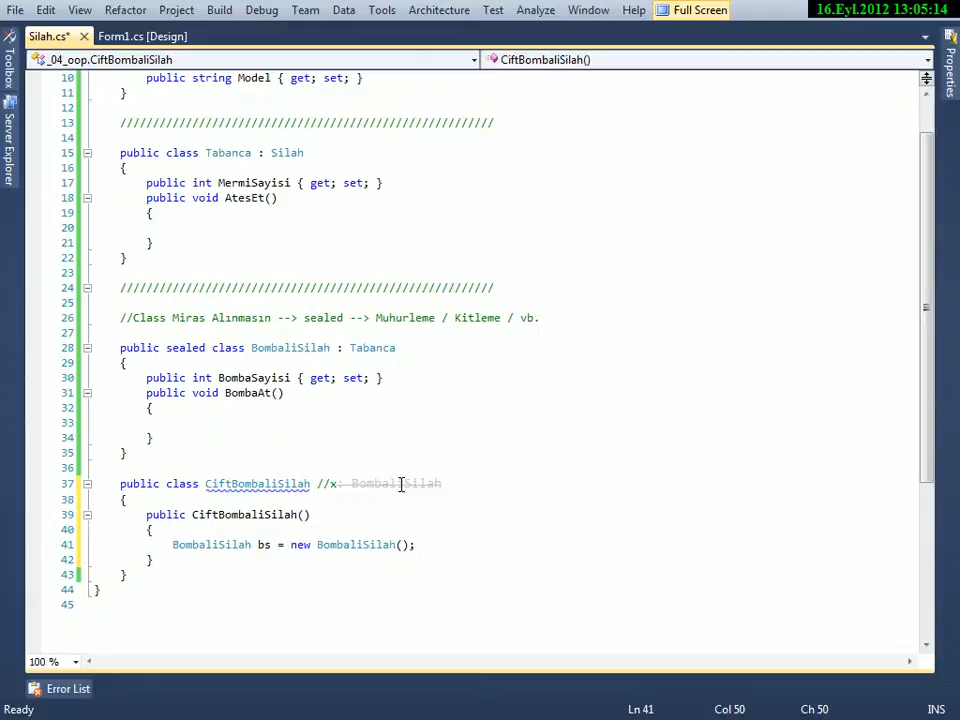 File Edit View Refactor Project Build Debug Team Data Tools Architecture Test Analyze Window Help Full Screen 16.Eyl.2012 13:05:14
Silah.cs* Form1.cs [Design]
_04_oop.CiftBombaliSilah CiftBombaliSilah()
Toolbox
Server Explorer
Properties
10 public string Model { get; set; }
11 }
12
13 /////////////////////////////////////////////////////////
14
15 public class Tabanca : Silah
16 {
17 public int MermiSayisi { get; set; }
18 public void AtesEt()
19 {
20
21 }
22 }
23
24 /////////////////////////////////////////////////////////
25
26 //Class Miras Alınmasın --> sealed --> Muhurleme / Kitleme / vb.
27
28 public sealed class BombaliSilah : Tabanca
29 {
30 public int BombaSayisi { get; set; }
31 public void BombaAt()
32 {
33
34 }
35 }
36
37 public class CiftBombaliSilah //x: BombaliSilah
38 {
39 public CiftBombaliSilah()
40 {
41 BombaliSilah bs = new BombaliSilah();
42 }
43 }
44 }
45
100 %
Error List
Ready Ln 41 Col 50 Ch 50 INS